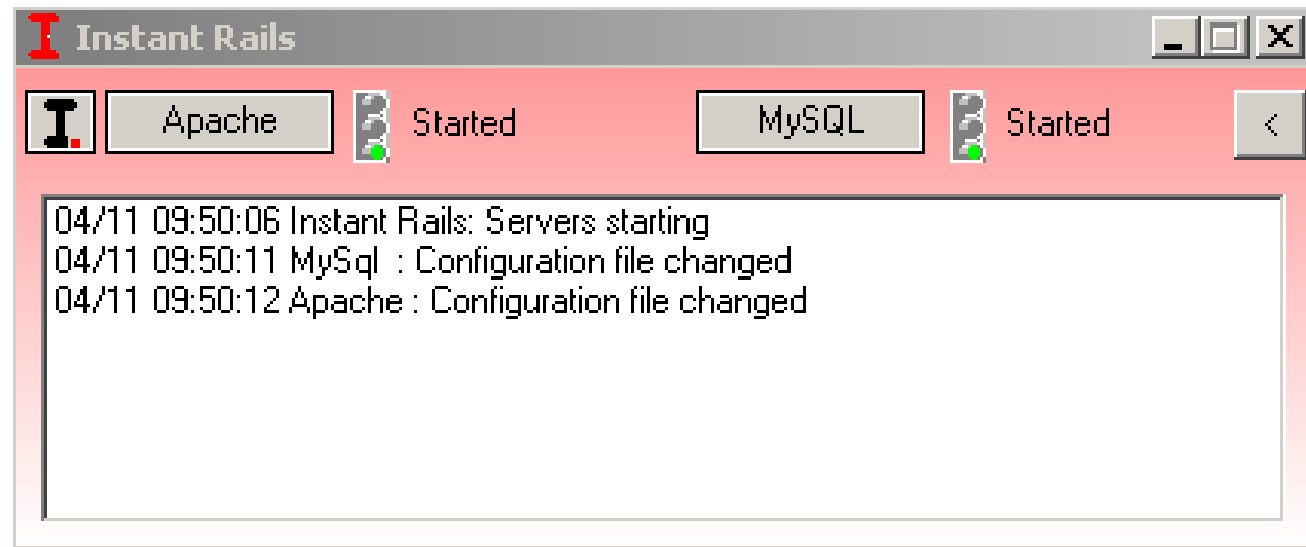 Instant Rails
Apache Started MySQL Started <
04/11 09:50:06 Instant Rails: Servers starting
04/11 09:50:11 MySql : Configuration file changed
04/11 09:50:12 Apache : Configuration file changed